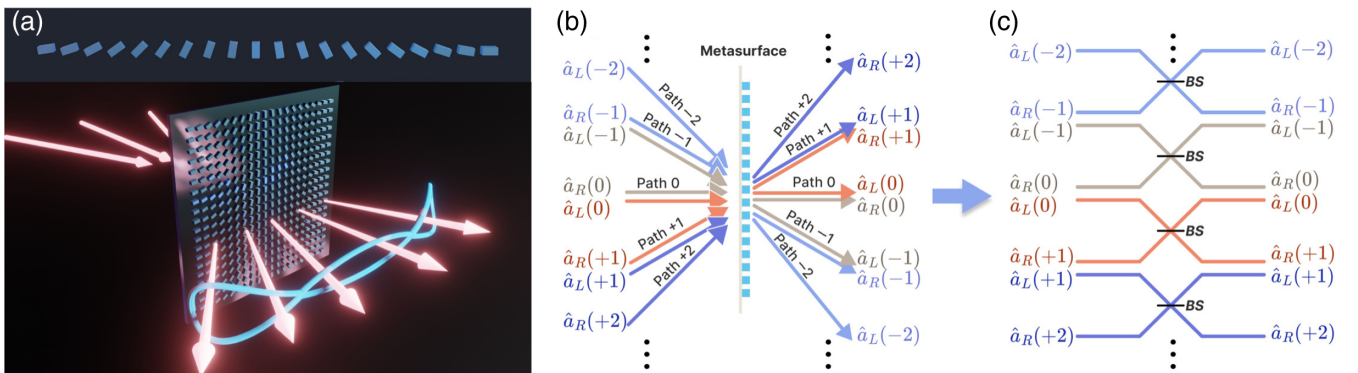 (a)
(b)
Metasurface
â_L(−2)
â_R(−1)
â_L(−1)
â_R(0)
â_L(0)
â_R(+1)
â_L(+1)
â_R(+2)
Path −2
Path −1
Path 0
Path +1
Path +2
Path +2
Path +1
Path 0
Path −1
Path −2
â_R(+2)
â_L(+1)
â_R(+1)
â_L(0)
â_R(0)
â_L(−1)
â_R(−1)
â_L(−2)
(c)
â_L(−2)
â_R(−1)
â_L(−1)
â_R(0)
â_L(0)
â_R(+1)
â_L(+1)
â_R(+2)
BS
BS
BS
BS
â_L(−2)
â_R(−1)
â_L(−1)
â_R(0)
â_L(0)
â_R(+1)
â_L(+1)
â_R(+2)